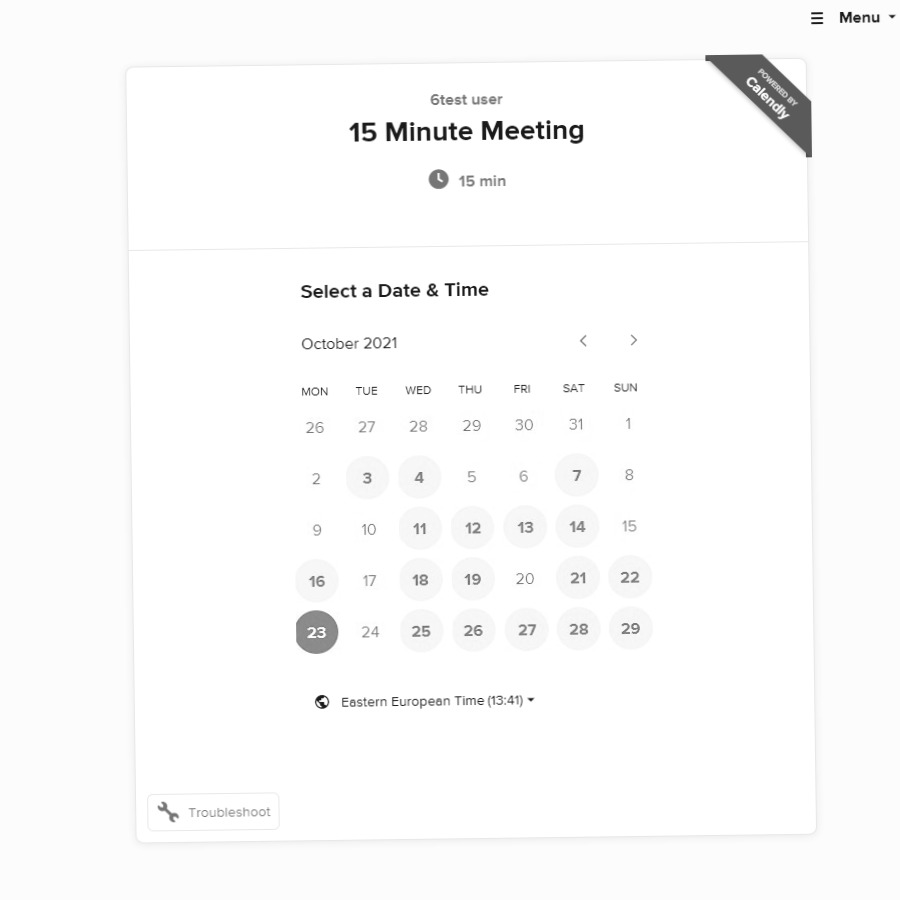 Menu
POWERED BY
Calendly
6test user
15 Minute Meeting
15 min
Select a Date & Time
October 2021
MON TUE WED THU FRI SAT SUN
26 27 28 29 30 31 1
2 3 4 5 6 7 8
9 10 11 12 13 14 15
16 17 18 19 20 21 22
23 24 25 26 27 28 29
Eastern European Time (13:41)
Troubleshoot